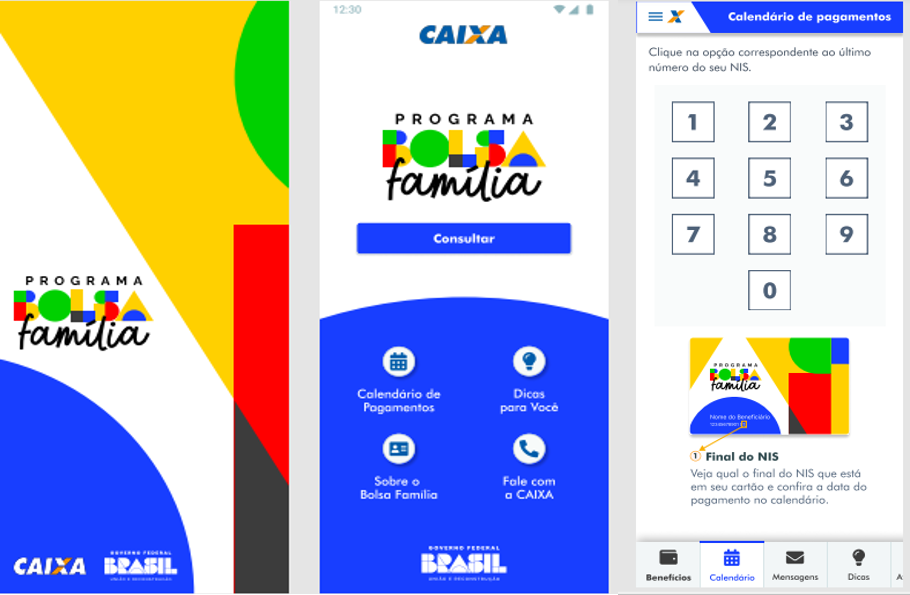 PROGRAMA
BOLSA
família
CAIXA
GOVERNO FEDERAL
BRASIL
UNIÃO E RECONSTRUÇÃO
12:30
CAIXA
PROGRAMA
BOLSA
família
Consultar
Calendário de
Pagamentos
Dicas
para Você
Sobre o
Bolsa Família
Fale com
a CAIXA
GOVERNO FEDERAL
BRASIL
UNIÃO E RECONSTRUÇÃO
X
Calendário de pagamentos
Clique na opção correspondente ao último
número do seu NIS.
1 2 3
4 5 6
7 8 9
0
PROGRAMA
BOLSA
família
Nome do Beneficiário
1 Final do NIS
Veja qual o final do NIS que está
em seu cartão e confira a data do
pagamento no calendário.
Benefícios
Calendário
Mensagens
Dicas
A